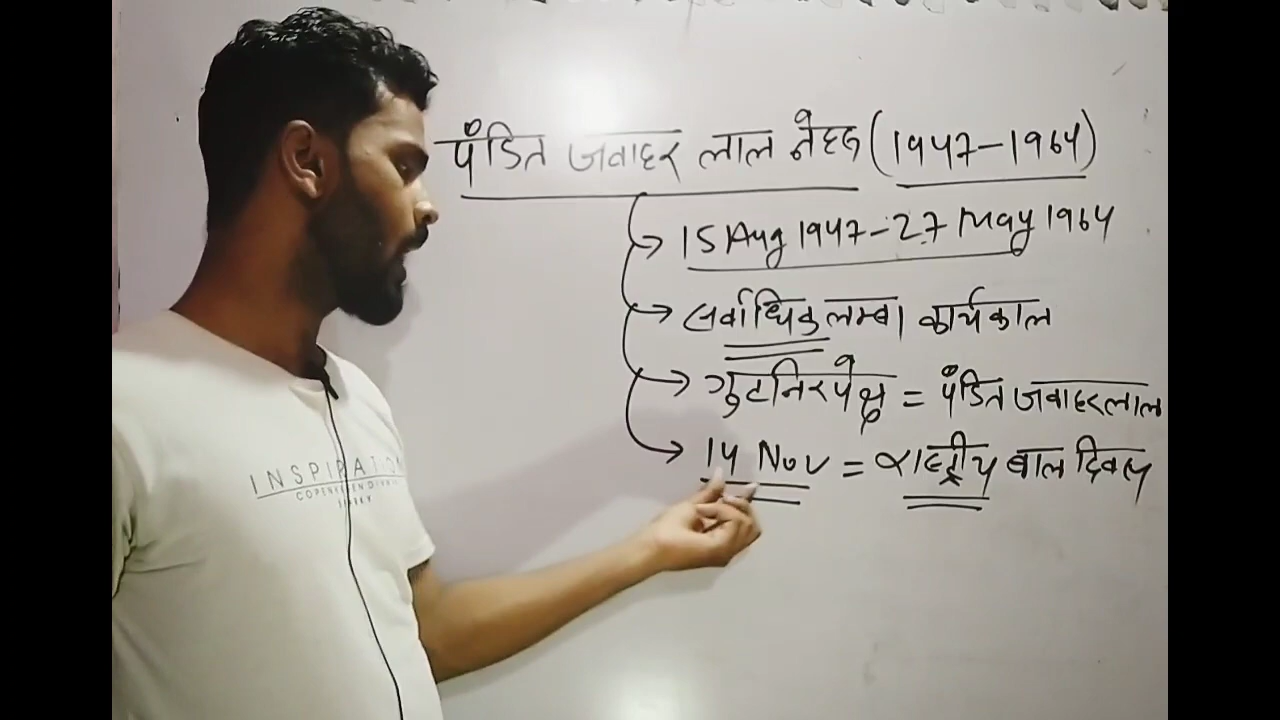 पंडित जवाहर लाल नेहरू (1947-1964)
→ 15 Aug 1947-27 May 1964
→ सर्वाधिक लम्बा कार्यकाल
→ गुटनिरपेक्ष = पंडित जवाहरलाल
→ 14 Nov = राष्ट्रीय बाल दिवस
INSPIRATION